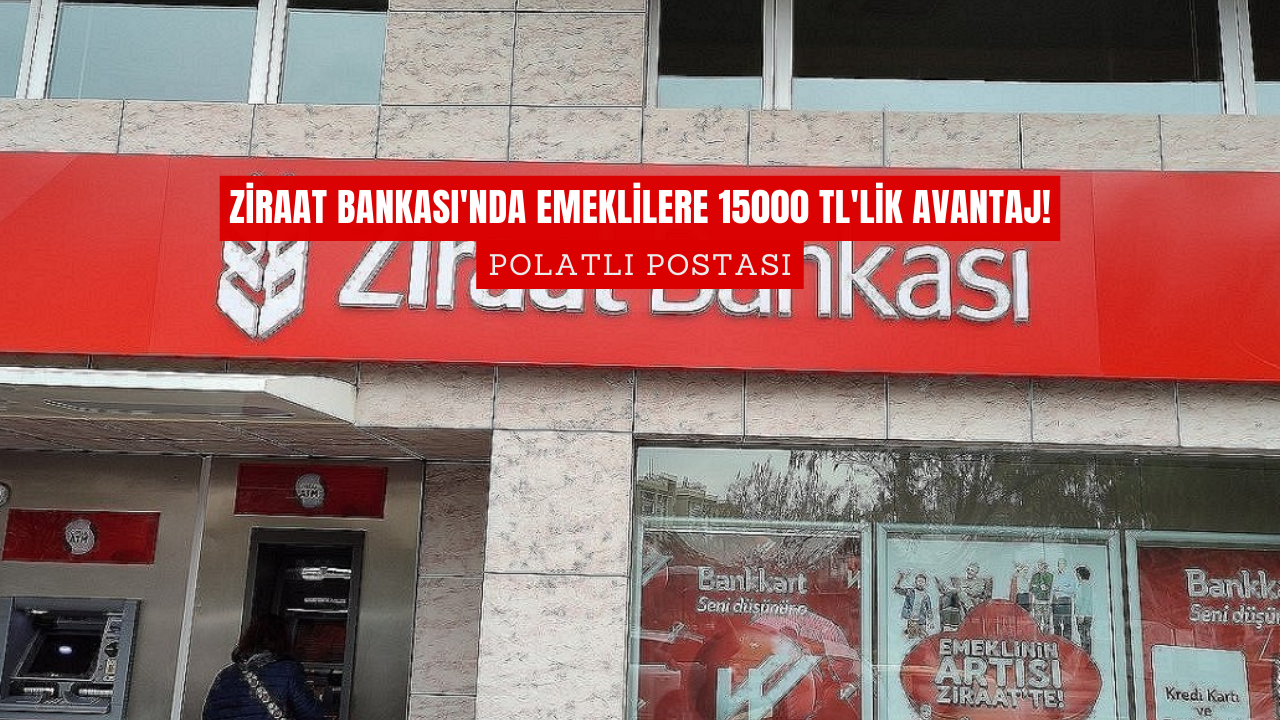 ZİRAAT BANKASI'NDA EMEKLİLERE 15000 TL'LİK AVANTAJ!
POLATLI POSTASI
Ziraat Bankası
ATM
ATM
Bankkart
Seni düşünüre
EMEKLİNİN
ARTISI
ZİRAAT'TE!
Bankk
Seni düşü
Kredi Kartı
ve